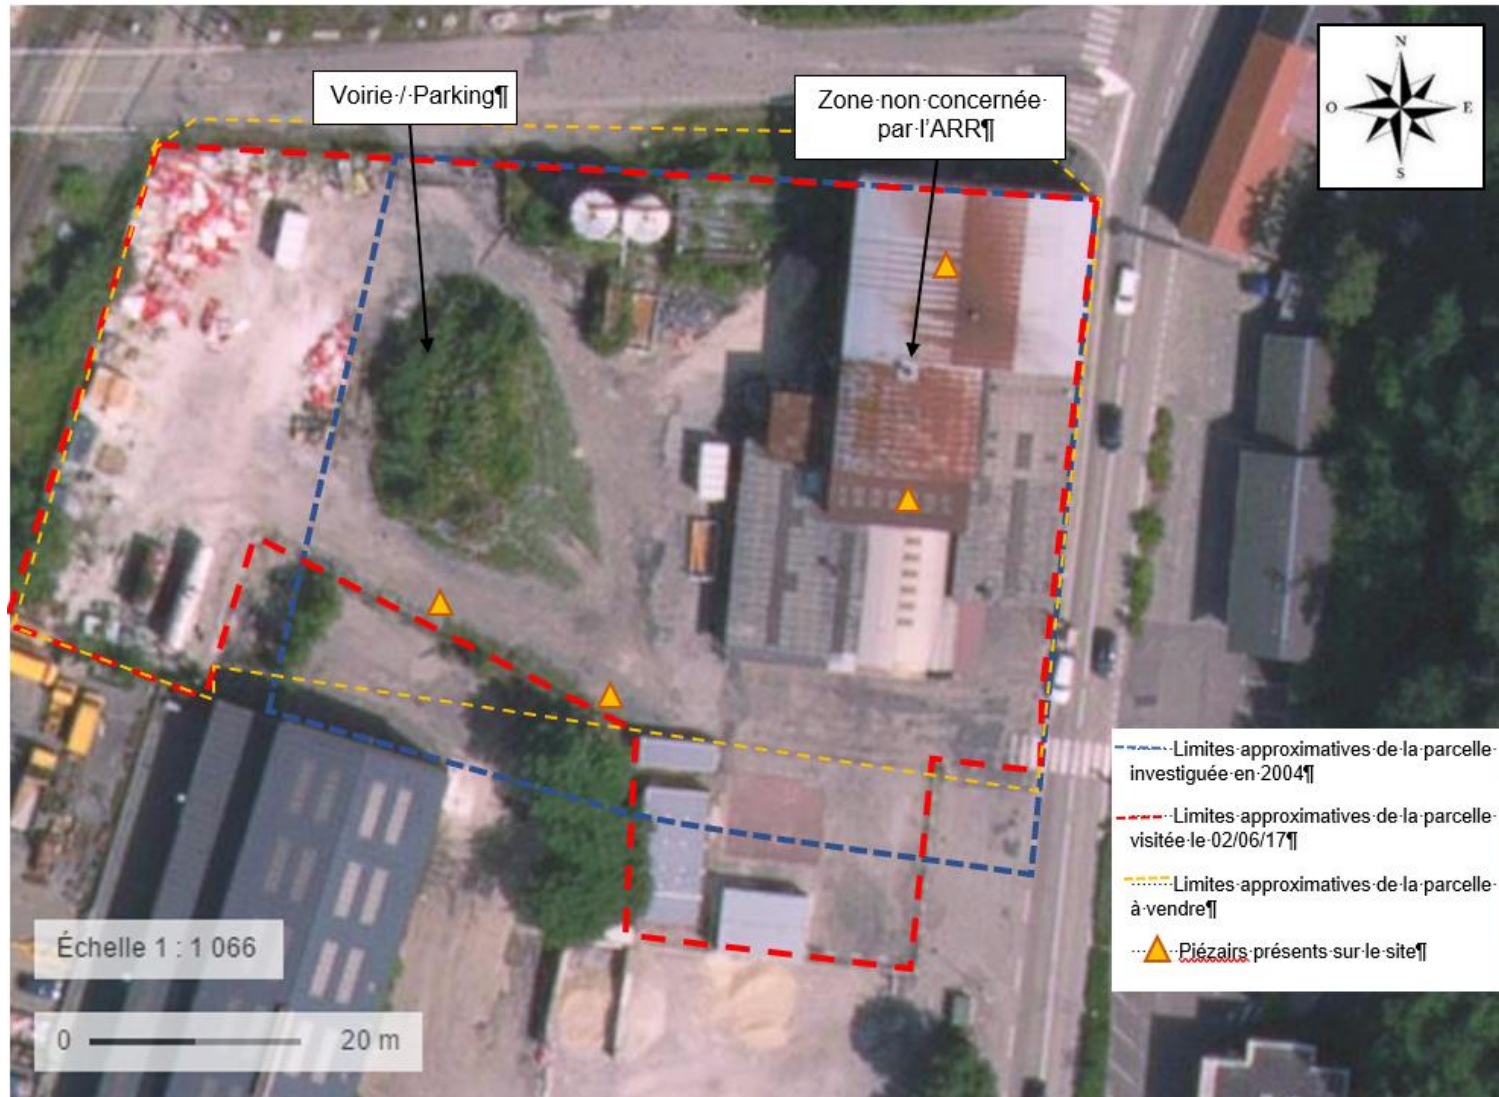 Voirie·/·Parking¶
Zone·non·concernée·
par·l'ARR¶
N
O
E
S
Limites·approximatives·de·la·parcelle·
investiguée·en·2004¶
Limites·approximatives·de·la·parcelle·
visitée·le·02/06/17¶
Limites·approximatives·de·la·parcelle·
à·vendre¶
Piézairs·présents·sur·le·site¶
Échelle 1 : 1 066
0 20 m